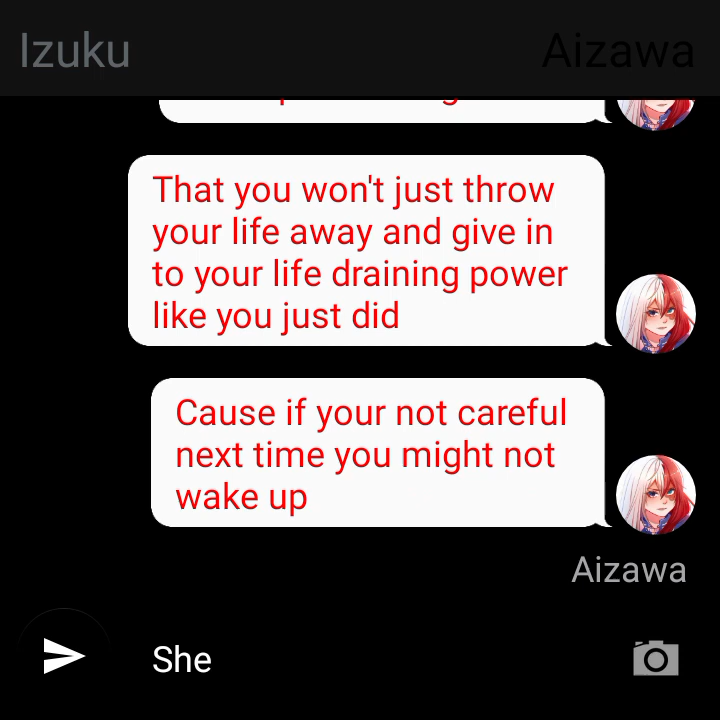 Izuku
Aizawa
That you won't just throw
your life away and give in
to your life draining power
like you just did
Cause if your not careful
next time you might not
wake up
Aizawa
She